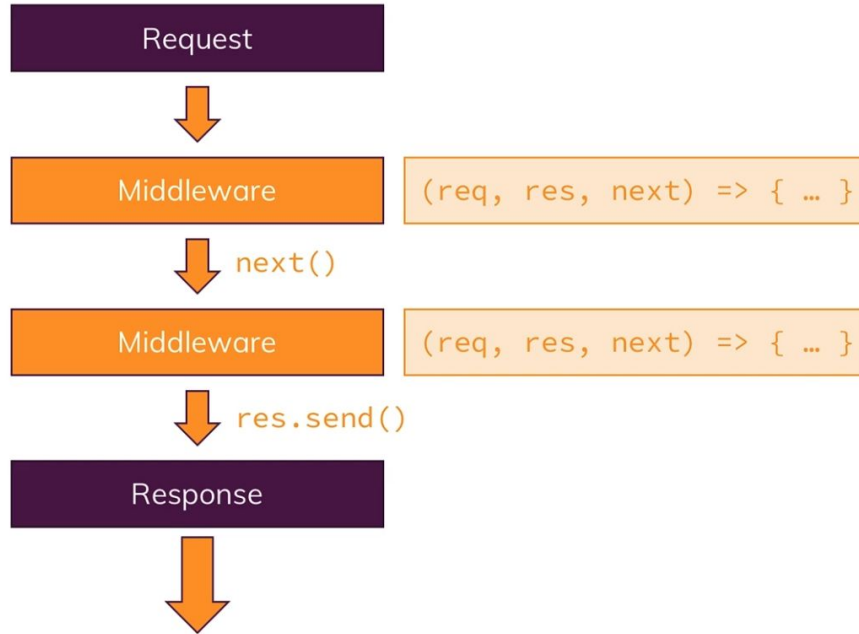 Request
Middleware
(req, res, next) => { … }
next()
Middleware
(req, res, next) => { … }
res.send()
Response